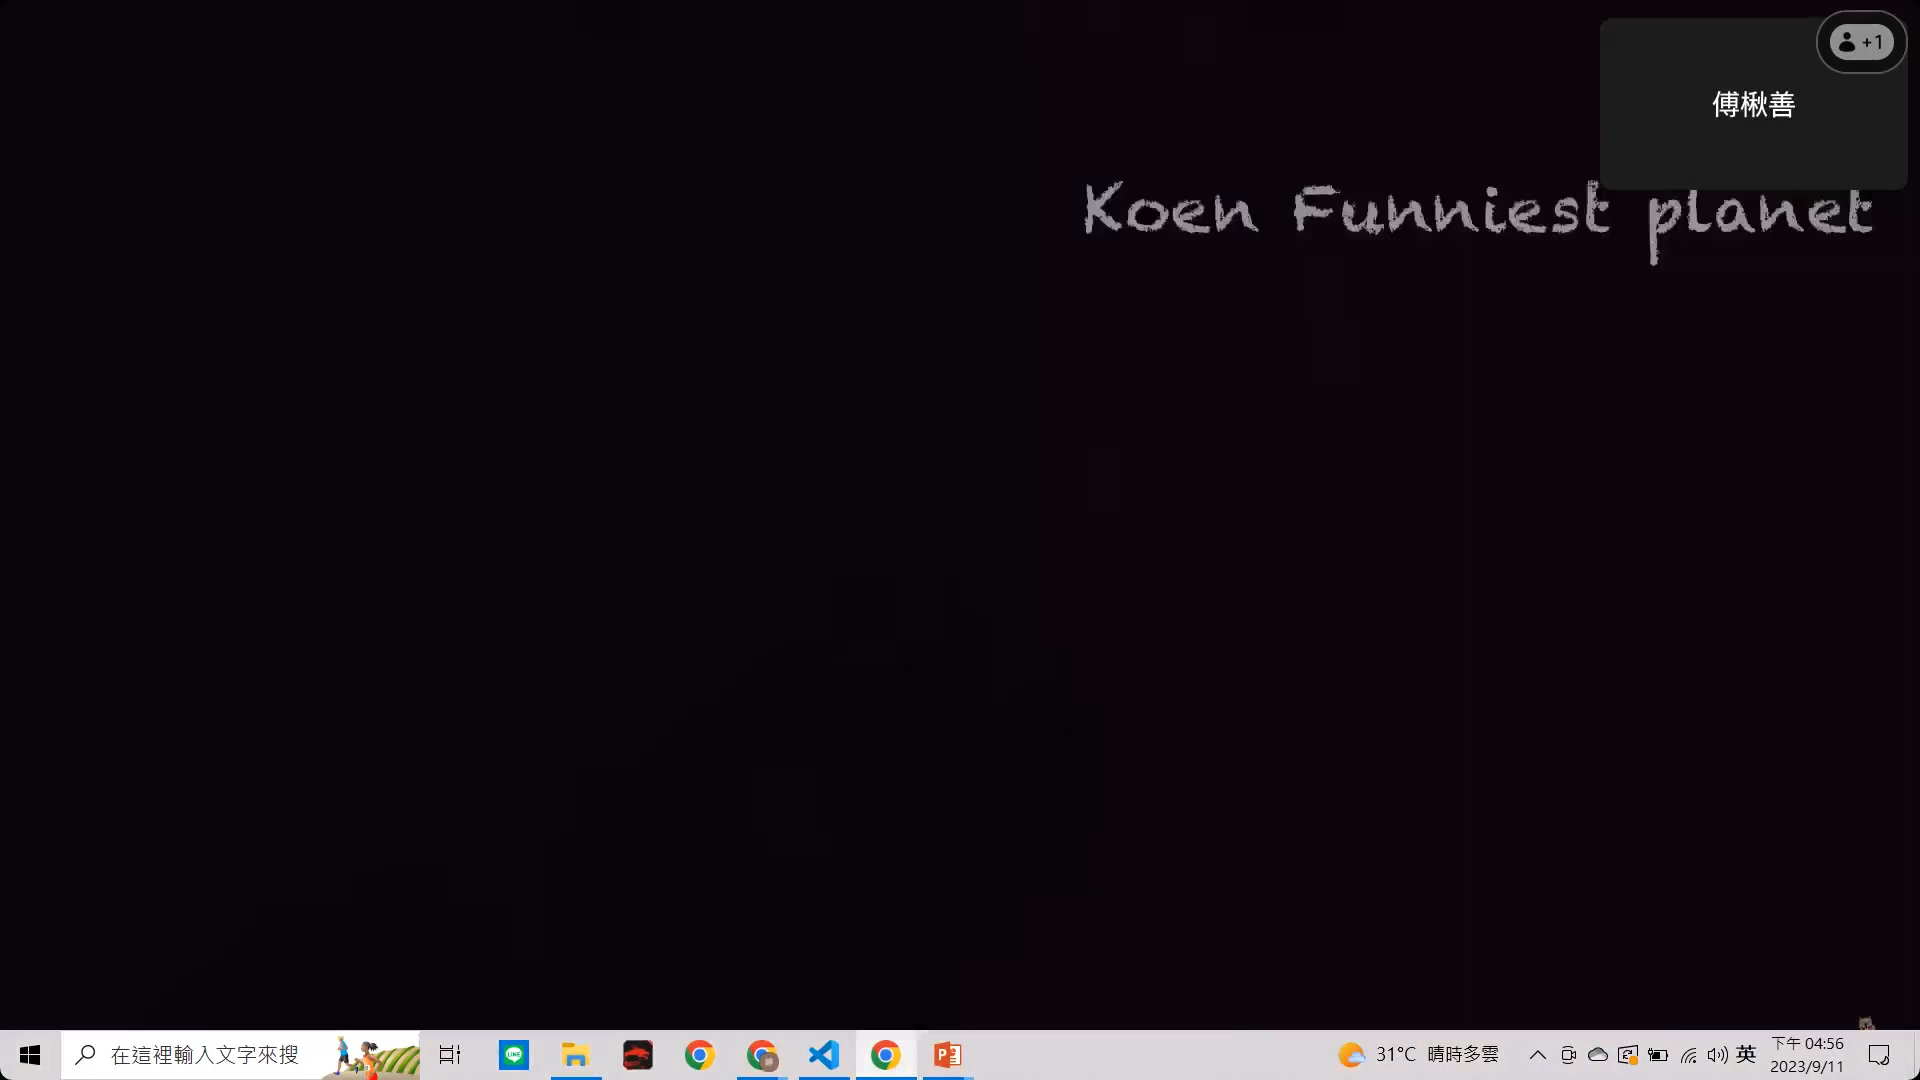 +1
傅楸善
Koen Funniest planet
在這裡輸入文字來搜
31°C 晴時多雲
英
下午 04:56
2023/9/11